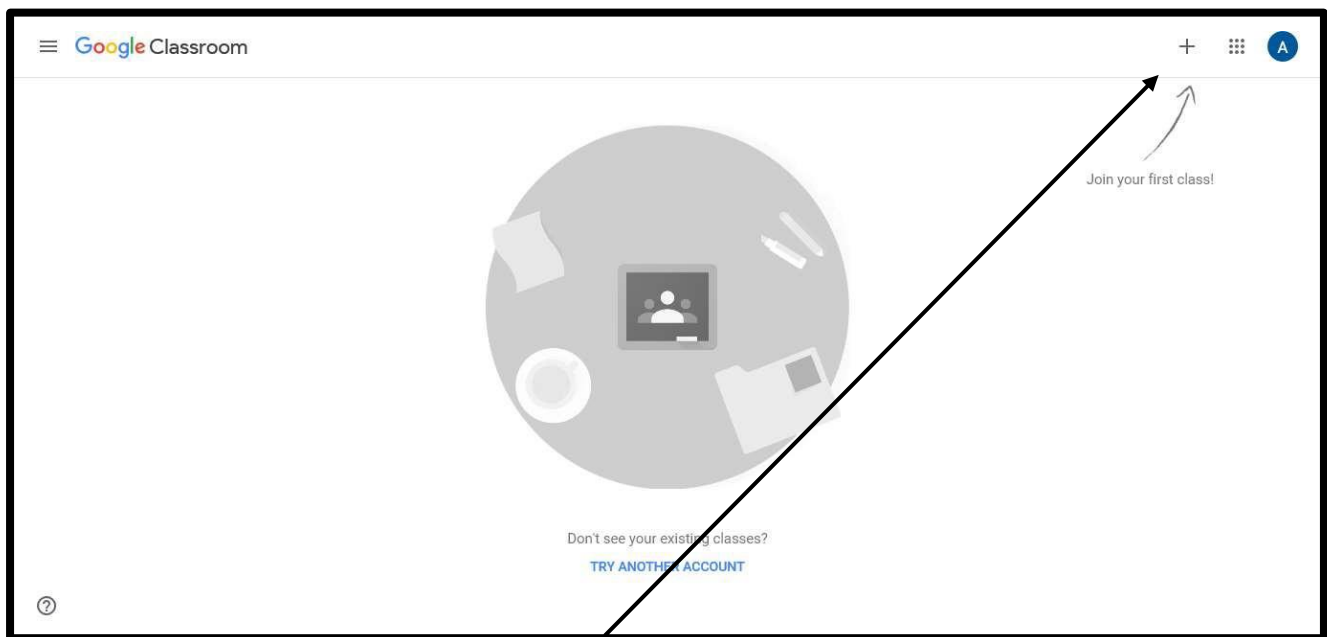 Google Classroom
A
Join your first class!
Don't see your existing classes?
TRY ANOTHER ACCOUNT